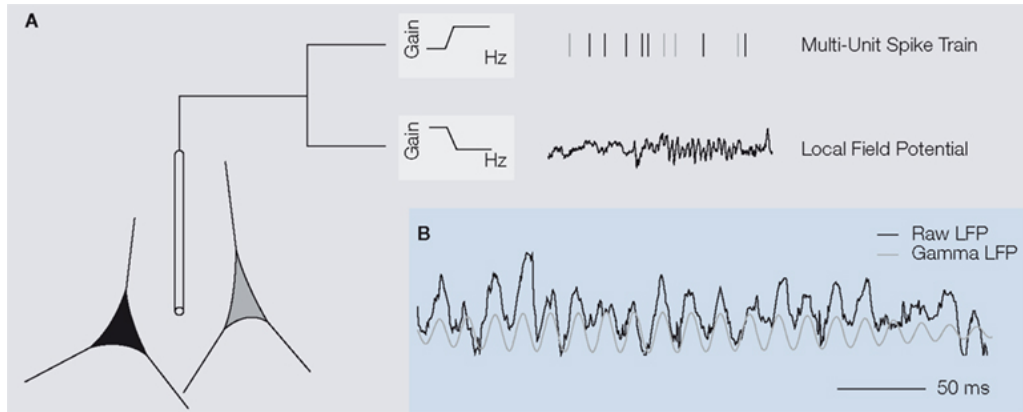 A
Gain
Hz
Multi-Unit Spike Train
Gain
Hz
Local Field Potential
B
Raw LFP
Gamma LFP
50 ms